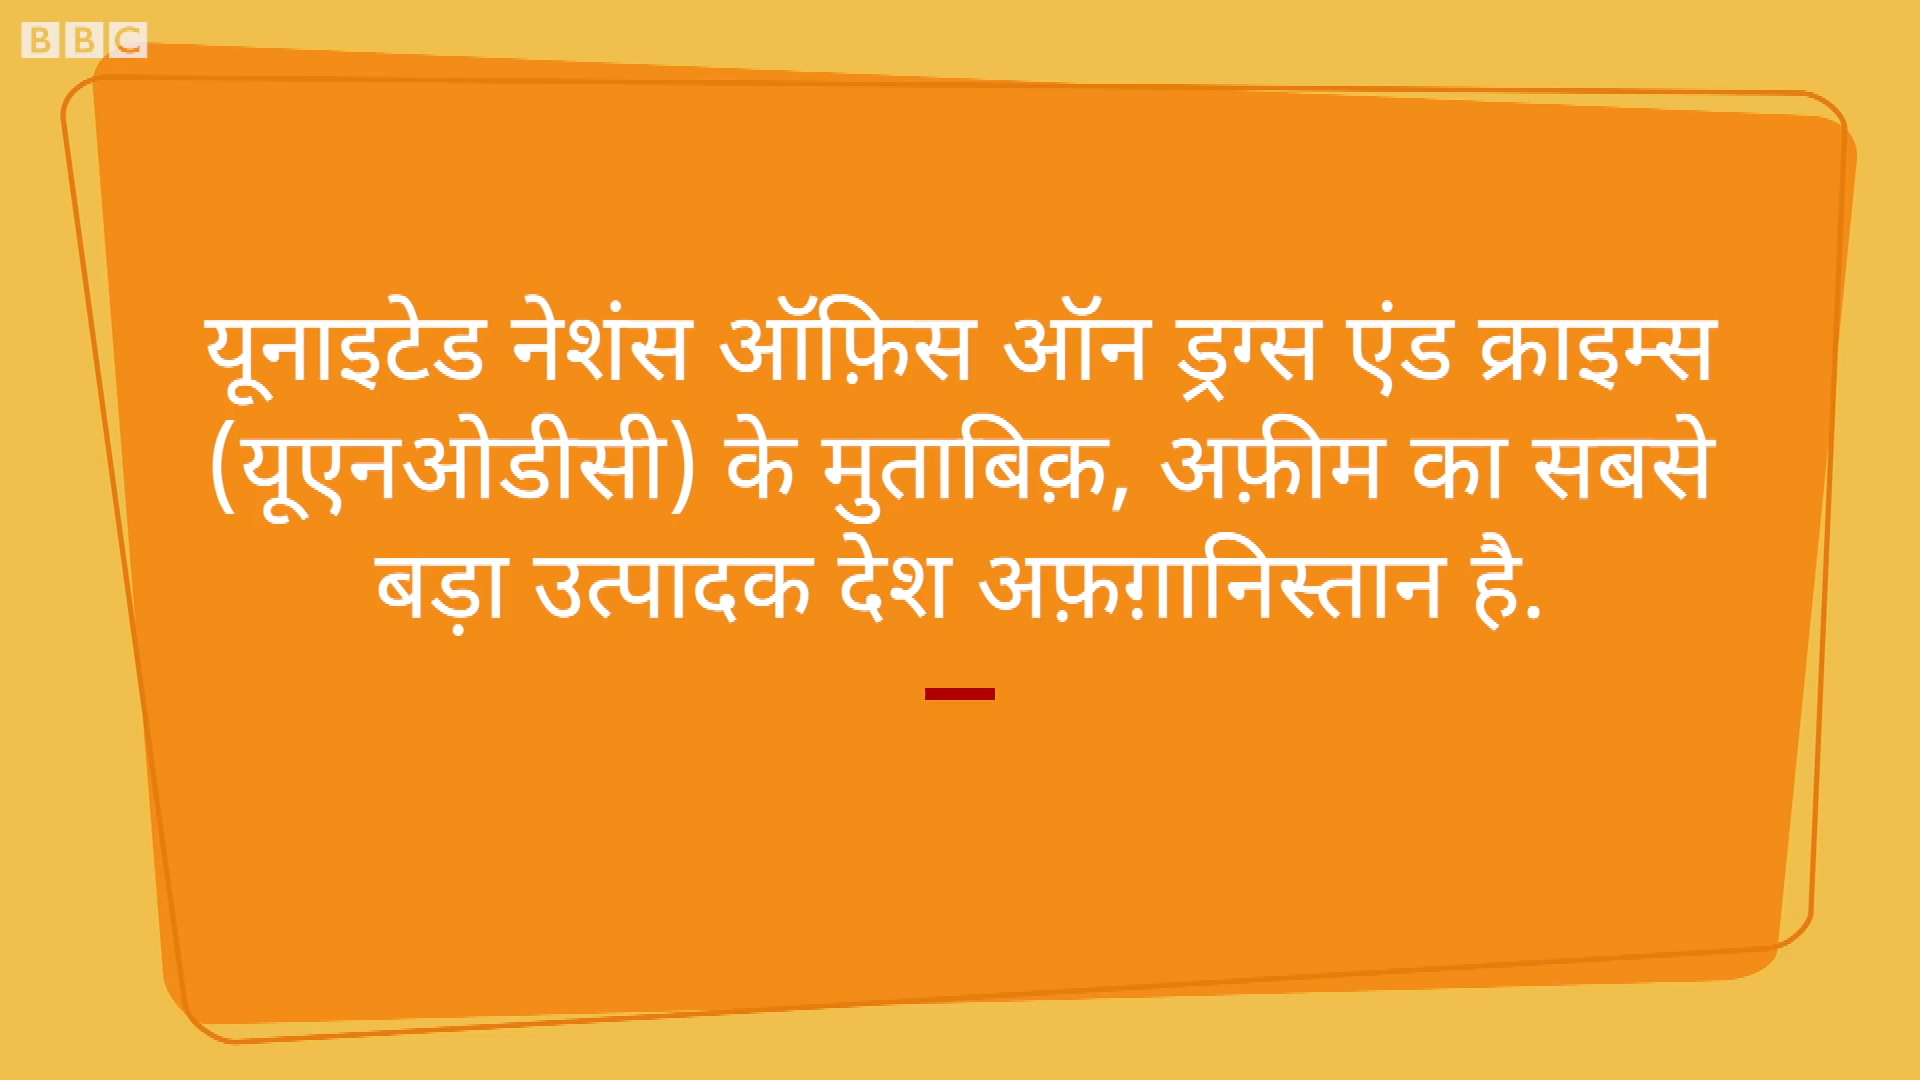 BBC
यूनाइटेड नेशंस ऑफ़िस ऑन ड्रग्स एंड क्राइम्स
(यूएनओडीसी) के मुताबिक़, अफ़ीम का सबसे
बड़ा उत्पादक देश अफ़ग़ानिस्तान है.